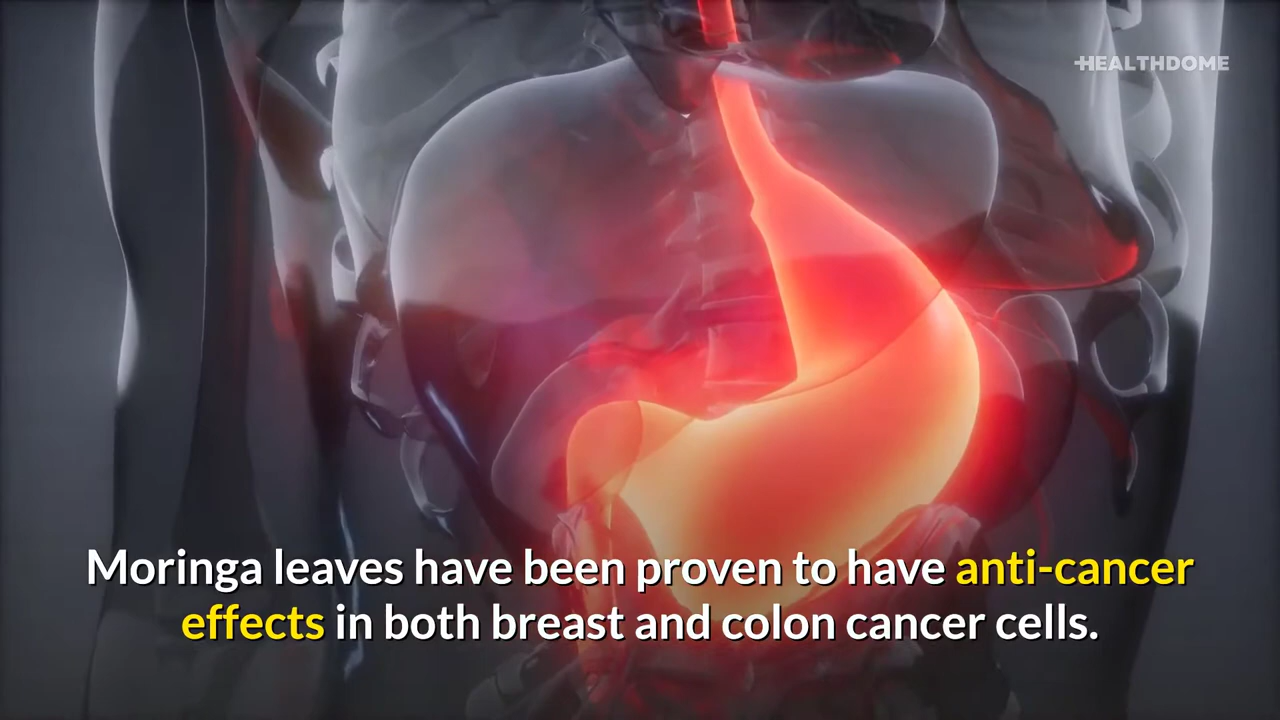 HEALTHDOME
Moringa leaves have been proven to have anti-cancer
effects in both breast and colon cancer cells.